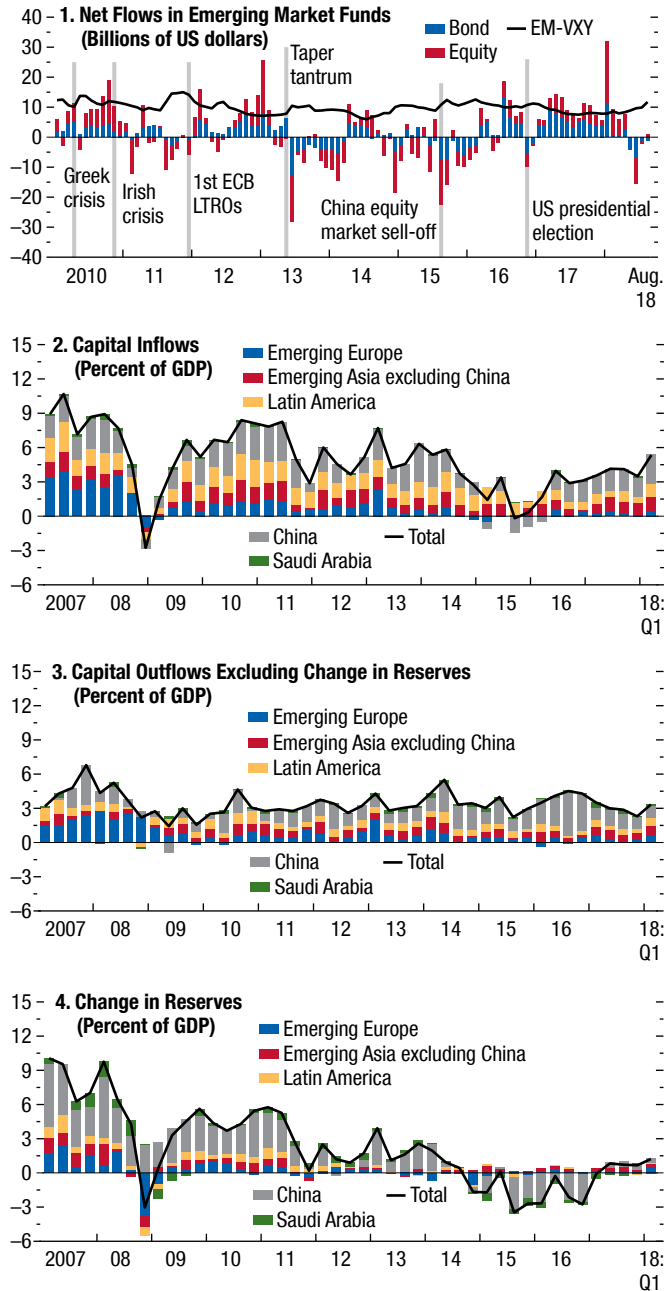 1. Net Flows in Emerging Market Funds
(Billions of US dollars)
Bond
EM-VXY
Equity
Taper
tantrum
Greek
crisis
Irish
crisis
1st ECB
LTROs
China equity
market sell-off
US presidential
election
40
30
20
10
0
–10
–20
–30
–40
2010
11
12
13
14
15
16
17
Aug.
18
2. Capital Inflows
(Percent of GDP)
Emerging Europe
Emerging Asia excluding China
Latin America
China
Total
Saudi Arabia
15
12
9
6
3
0
–3
–6
2007
08
09
10
11
12
13
14
15
16
18:
Q1
3. Capital Outflows Excluding Change in Reserves
(Percent of GDP)
Emerging Europe
Emerging Asia excluding China
Latin America
China
Total
Saudi Arabia
15
12
9
6
3
0
–3
–6
2007
08
09
10
11
12
13
14
15
16
18:
Q1
4. Change in Reserves
(Percent of GDP)
Emerging Europe
Emerging Asia excluding China
Latin America
China
Total
Saudi Arabia
15
12
9
6
3
0
–3
–6
2007
08
09
10
11
12
13
14
15
16
18:
Q1